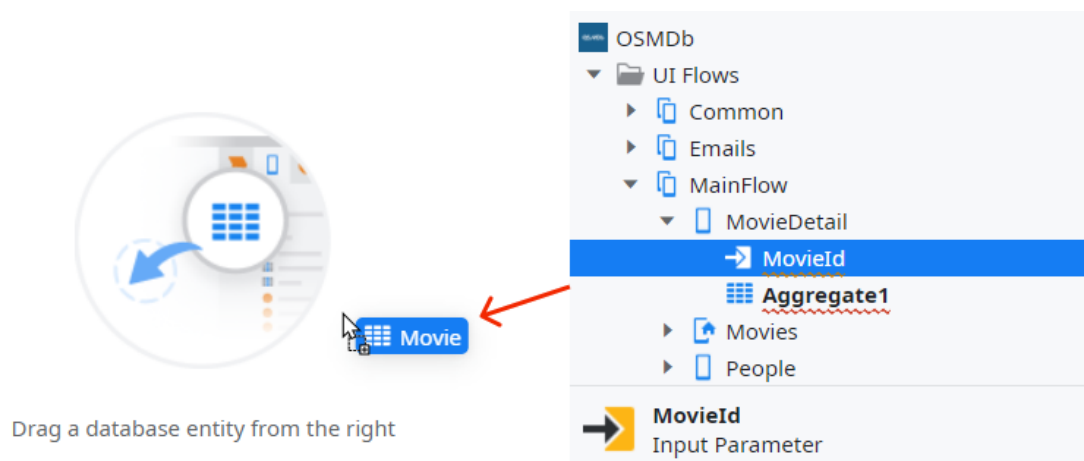 OSMDb
UI Flows
Common
Emails
MainFlow
MovieDetail
MovieId
Aggregate1
Movies
People
Movie
Drag a database entity from the right
MovieId
Input Parameter